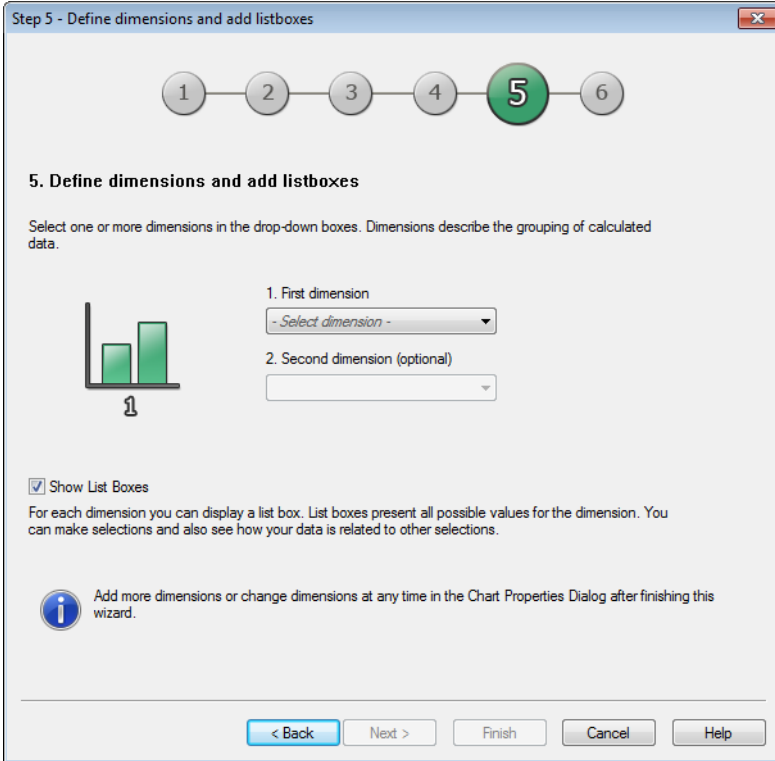 Step 5 - Define dimensions and add listboxes
1 2 3 4 5 6
5. Define dimensions and add listboxes
Select one or more dimensions in the drop-down boxes. Dimensions describe the grouping of calculated
data.
1. First dimension
- Select dimension -
2. Second dimension (optional)
1
Show List Boxes
For each dimension you can display a list box. List boxes present all possible values for the dimension. You
can make selections and also see how your data is related to other selections.
i
Add more dimensions or change dimensions at any time in the Chart Properties Dialog after finishing this
wizard.
< Back Next > Finish Cancel Help